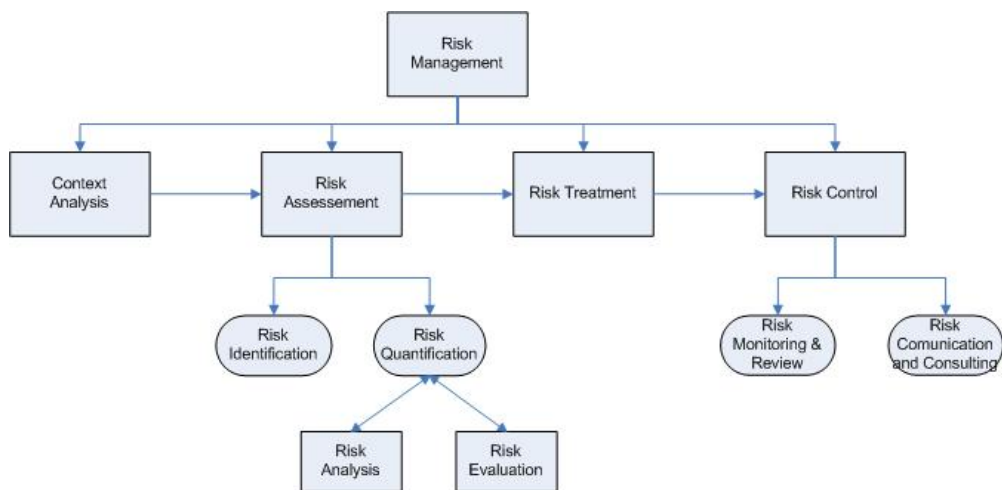 Risk
Management
Context
Analysis
Risk
Assessement
Risk Treatment
Risk Control
Risk
Identification
Risk
Quantification
Risk
Monitoring &
Review
Risk
Comunication
and Consulting
Risk
Analysis
Risk
Evaluation